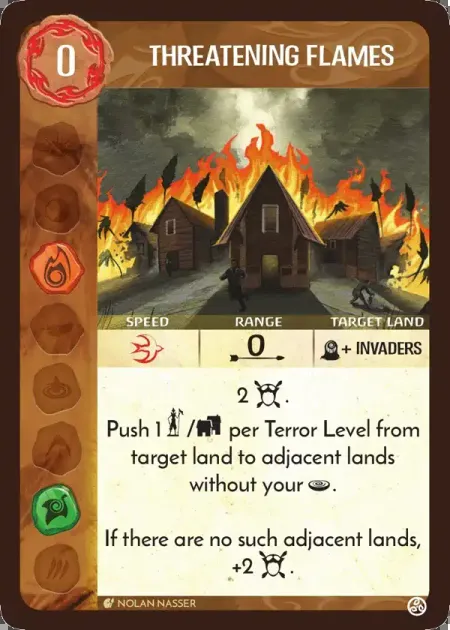 0
THREATENING FLAMES
SPEED RANGE TARGET LAND
0 + INVADERS
2 .
Push 1 / per Terror Level from
target land to adjacent lands
without your .
If there are no such adjacent lands,
+2 .
NOLAN NASSER